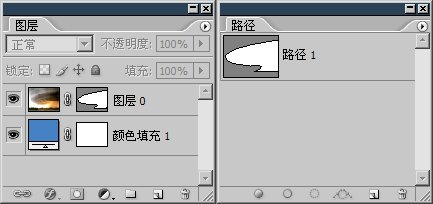 图层
正常
不透明度: 100%
锁定:
填充: 100%
图层 0
颜色填充 1
路径
路径 1